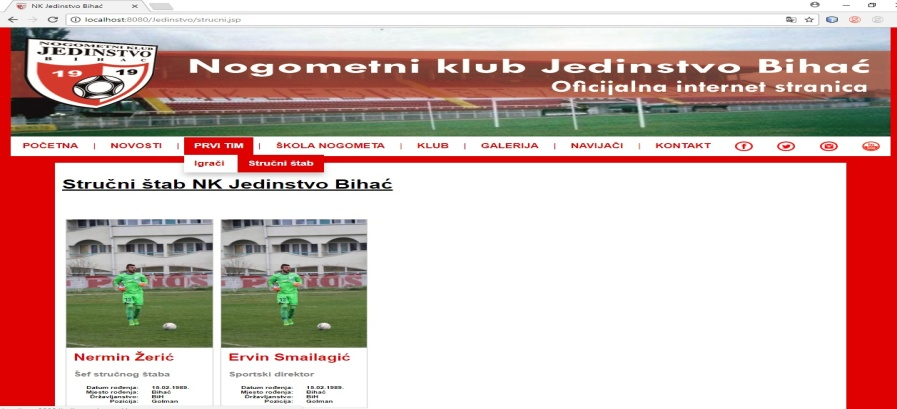 NK Jedinstvo Bihać
localhost:8080/Jedinstvo/strucni.jsp
NOGOMETNI KLUB
JEDINSTVO
BIHAĆ
19 19
Nogometni klub Jedinstvo Bihać
Oficijalna internet stranica
POČETNA | NOVOSTI | PRVI TIM | ŠKOLA NOGOMETA | KLUB | GALERIJA | NAVIJAČI | KONTAKT
Igrači Stručni štab
Stručni štab NK Jedinstvo Bihać
Nermin Žerić
Šef stručnog štaba
Datum rođenja: 15.02.1989.
Mjesto rođenja: Bihać
Državljanstvo: BiH
Pozicija: Golman
Ervin Smailagić
Sportski direktor
Datum rođenja: 15.02.1989.
Mjesto rođenja: Bihać
Državljanstvo: BiH
Pozicija: Golman